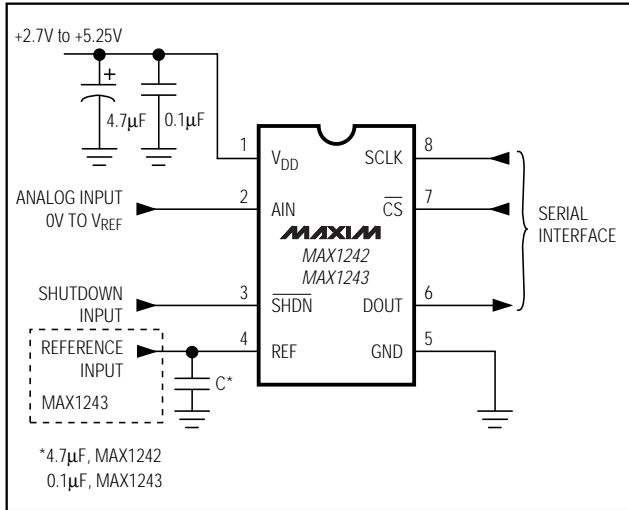 +2.7V to +5.25V
+
4.7µF
0.1µF
1
VDD
SCLK
8
ANALOG INPUT
0V TO VREF
2
AIN
CS
7
SERIAL
INTERFACE
MAXIM
MAX1242
MAX1243
SHUTDOWN
INPUT
3
SHDN
DOUT
6
REFERENCE
INPUT
4
REF
GND
5
MAX1243
C*
*4.7µF, MAX1242
0.1µF, MAX1243